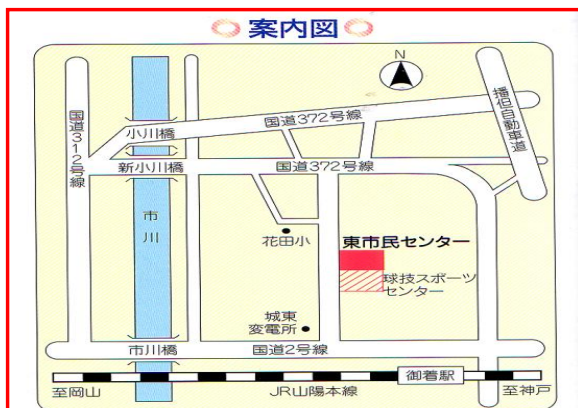 案内図
N
国道372号線
播但自動車道
国道312号線
小川橋
新小川橋
国道372号線
市川
花田小
東市民センター
球技スポーツ
センター
城東
変電所
市川橋
国道2号線
御着駅
至岡山
JR山陽本線
至神戸